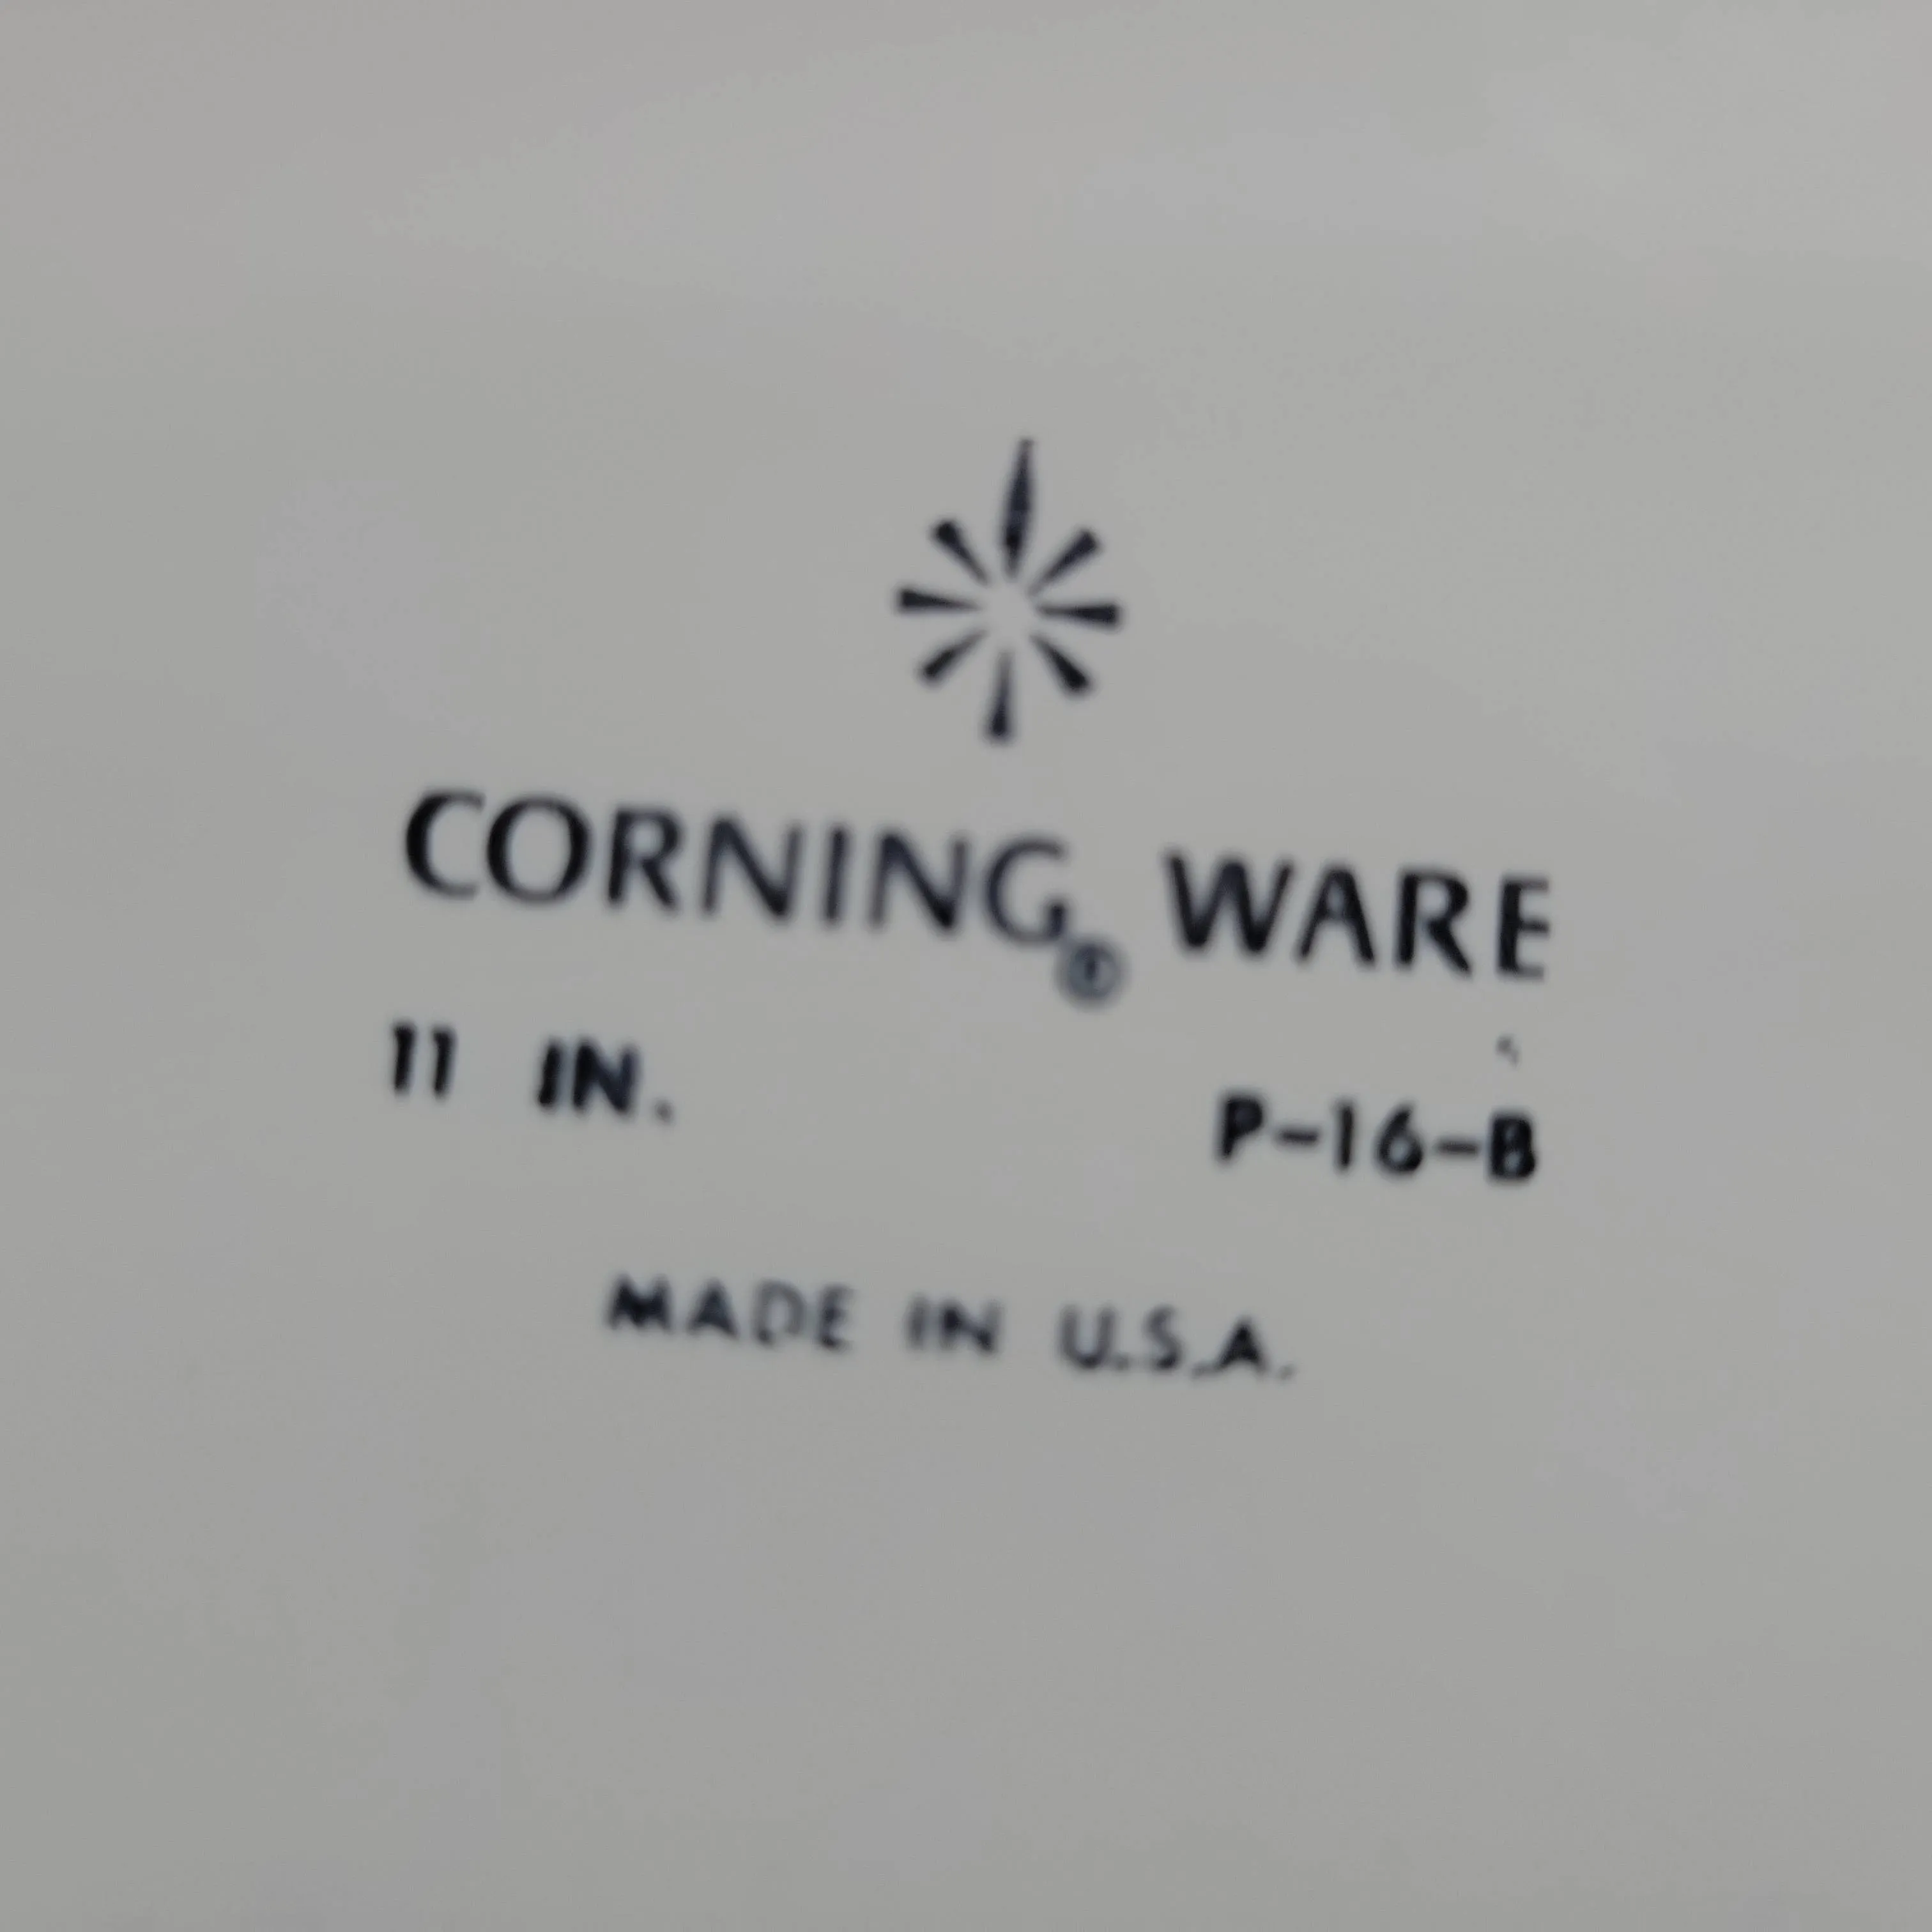 CORNING® WARE
11 IN. P-16-B
MADE IN U.S.A.